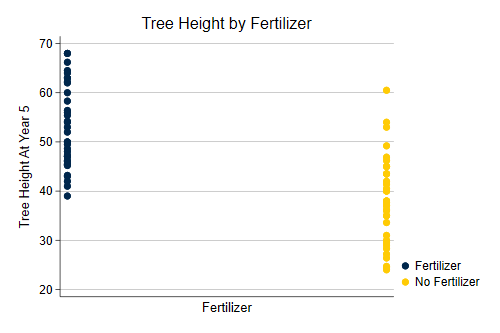 Tree Height by Fertilizer
Tree Height At Year 5
70
60
50
40
30
20
Fertilizer
Fertilizer
No Fertilizer